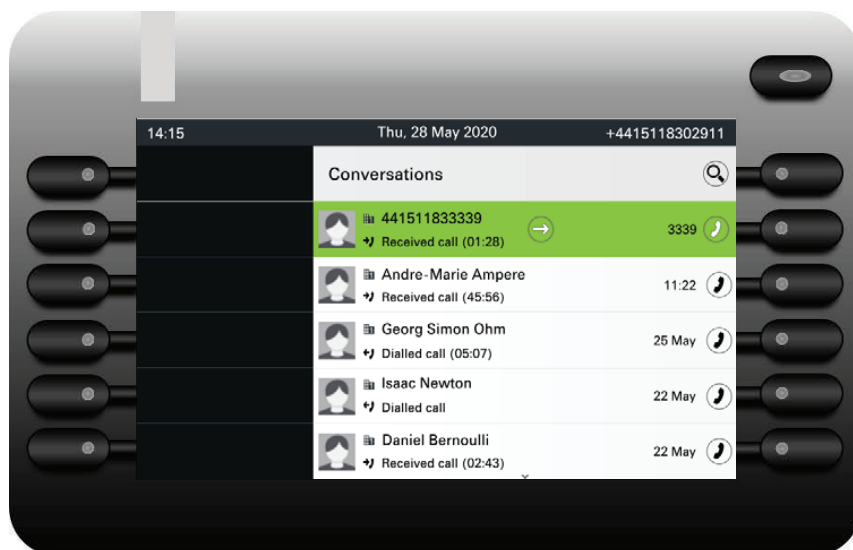 14:15 Thu, 28 May 2020 +4415118302911
Conversations
441511833339 3339
Received call (01:28)
Andre-Marie Ampere 11:22
Received call (45:56)
Georg Simon Ohm 25 May
Dialled call (05:07)
Isaac Newton 22 May
Dialled call
Daniel Bernoulli 22 May
Received call (02:43)